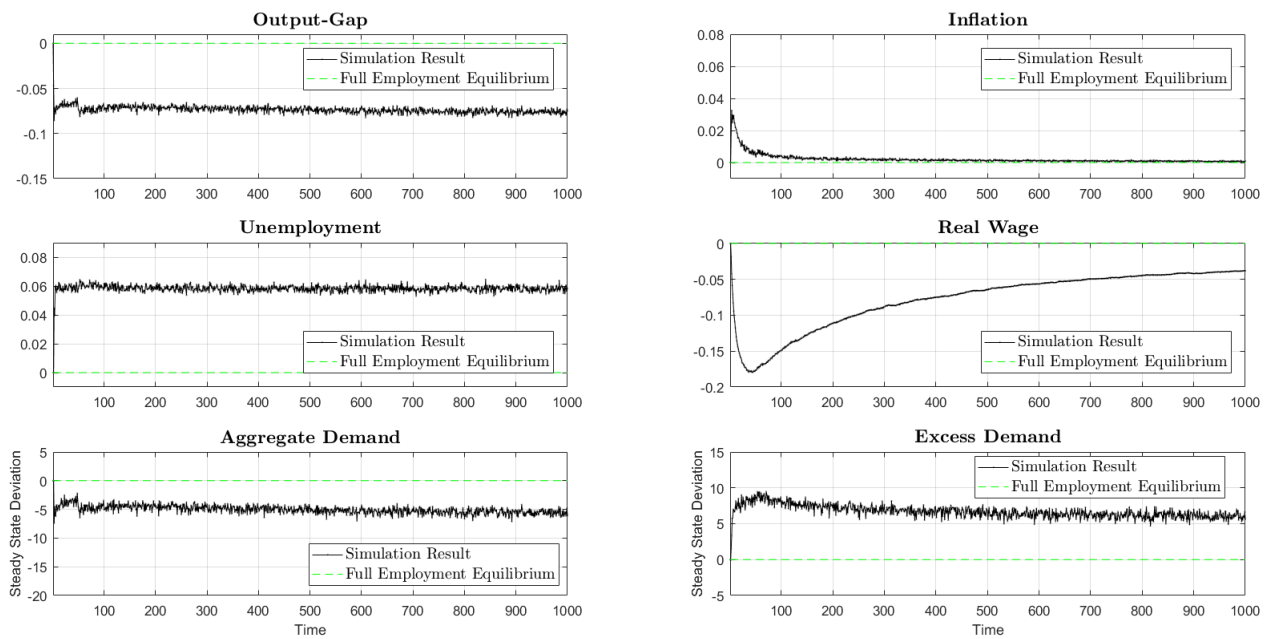 Output-Gap
0
-0.05
-0.1
-0.15
Simulation Result
Full Employment Equilibrium
100 200 300 400 500 600 700 800 900 1000
Inflation
0.08
0.06
0.04
0.02
0
Simulation Result
Full Employment Equilibrium
100 200 300 400 500 600 700 800 900 1000
Unemployment
0.08
0.06
0.04
0.02
0
Simulation Result
Full Employment Equilibrium
100 200 300 400 500 600 700 800 900 1000
Real Wage
0
-0.05
-0.1
-0.15
-0.2
Simulation Result
Full Employment Equilibrium
100 200 300 400 500 600 700 800 900 1000
Aggregate Demand
Steady State Deviation
5
0
-5
-10
-15
-20
Simulation Result
Full Employment Equilibrium
100 200 300 400 500 600 700 800 900 1000
Time
Excess Demand
Steady State Deviation
15
10
5
0
-5
Simulation Result
Full Employment Equilibrium
100 200 300 400 500 600 700 800 900 1000
Time